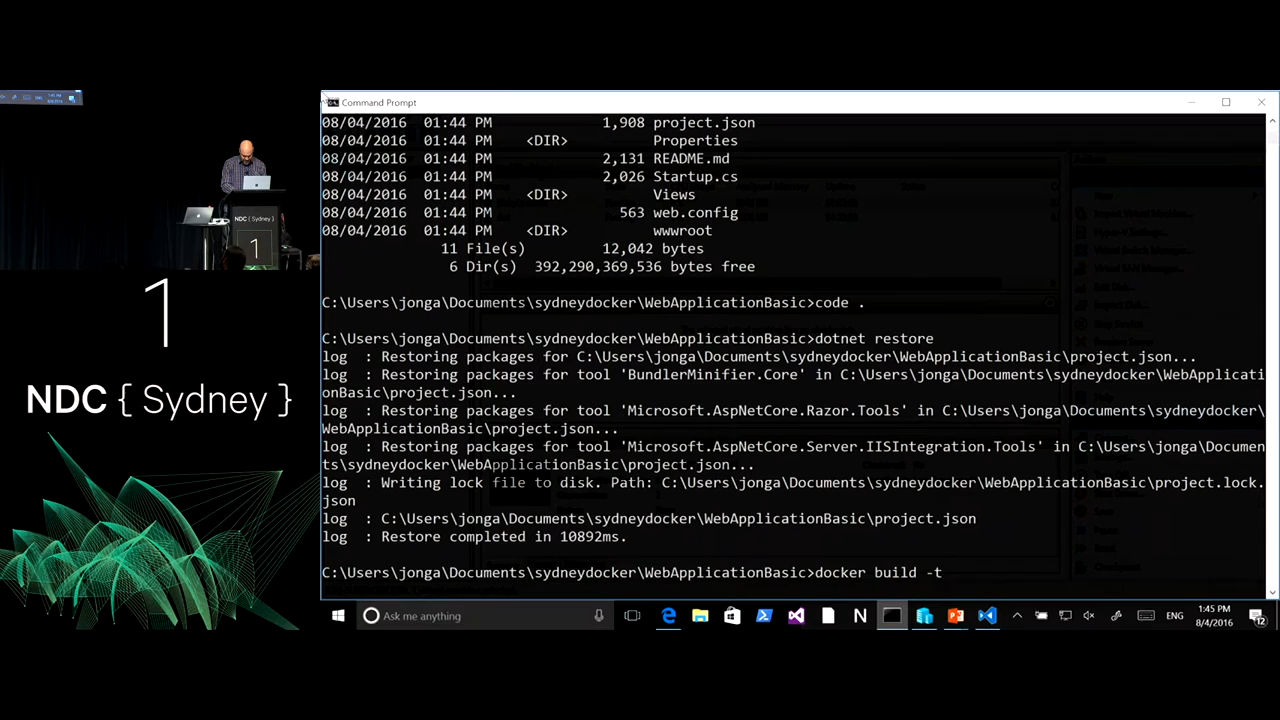 Command Prompt
08/04/2016 01:44 PM 1,908 project.json
08/04/2016 01:44 PM <DIR> Properties
08/04/2016 01:44 PM 2,131 README.md
08/04/2016 01:44 PM 2,026 Startup.cs
08/04/2016 01:44 PM <DIR> Views
08/04/2016 01:44 PM 563 web.config
08/04/2016 01:44 PM <DIR> wwwroot
11 File(s) 12,042 bytes
6 Dir(s) 392,290,369,536 bytes free
C:\Users\jonga\Documents\sydneydocker\WebApplicationBasic>code .
C:\Users\jonga\Documents\sydneydocker\WebApplicationBasic>dotnet restore
log : Restoring packages for C:\Users\jonga\Documents\sydneydocker\WebApplicationBasic\project.json...
log : Restoring packages for tool 'BundlerMinifier.Core' in C:\Users\jonga\Documents\sydneydocker\WebApplicati
onBasic\project.json...
log : Restoring packages for tool 'Microsoft.AspNetCore.Razor.Tools' in C:\Users\jonga\Documents\sydneydocker\
WebApplicationBasic\project.json...
log : Restoring packages for tool 'Microsoft.AspNetCore.Server.IISIntegration.Tools' in C:\Users\jonga\Documen
ts\sydneydocker\WebApplicationBasic\project.json...
log : Writing lock file to disk. Path: C:\Users\jonga\Documents\sydneydocker\WebApplicationBasic\project.lock.
json
log : C:\Users\jonga\Documents\sydneydocker\WebApplicationBasic\project.json
log : Restore completed in 10892ms.
C:\Users\jonga\Documents\sydneydocker\WebApplicationBasic>docker build -t
Ask me anything
ENG
1:45 PM
8/4/2016
12
NDC { Sydney }
1
1
NDC { Sydney }